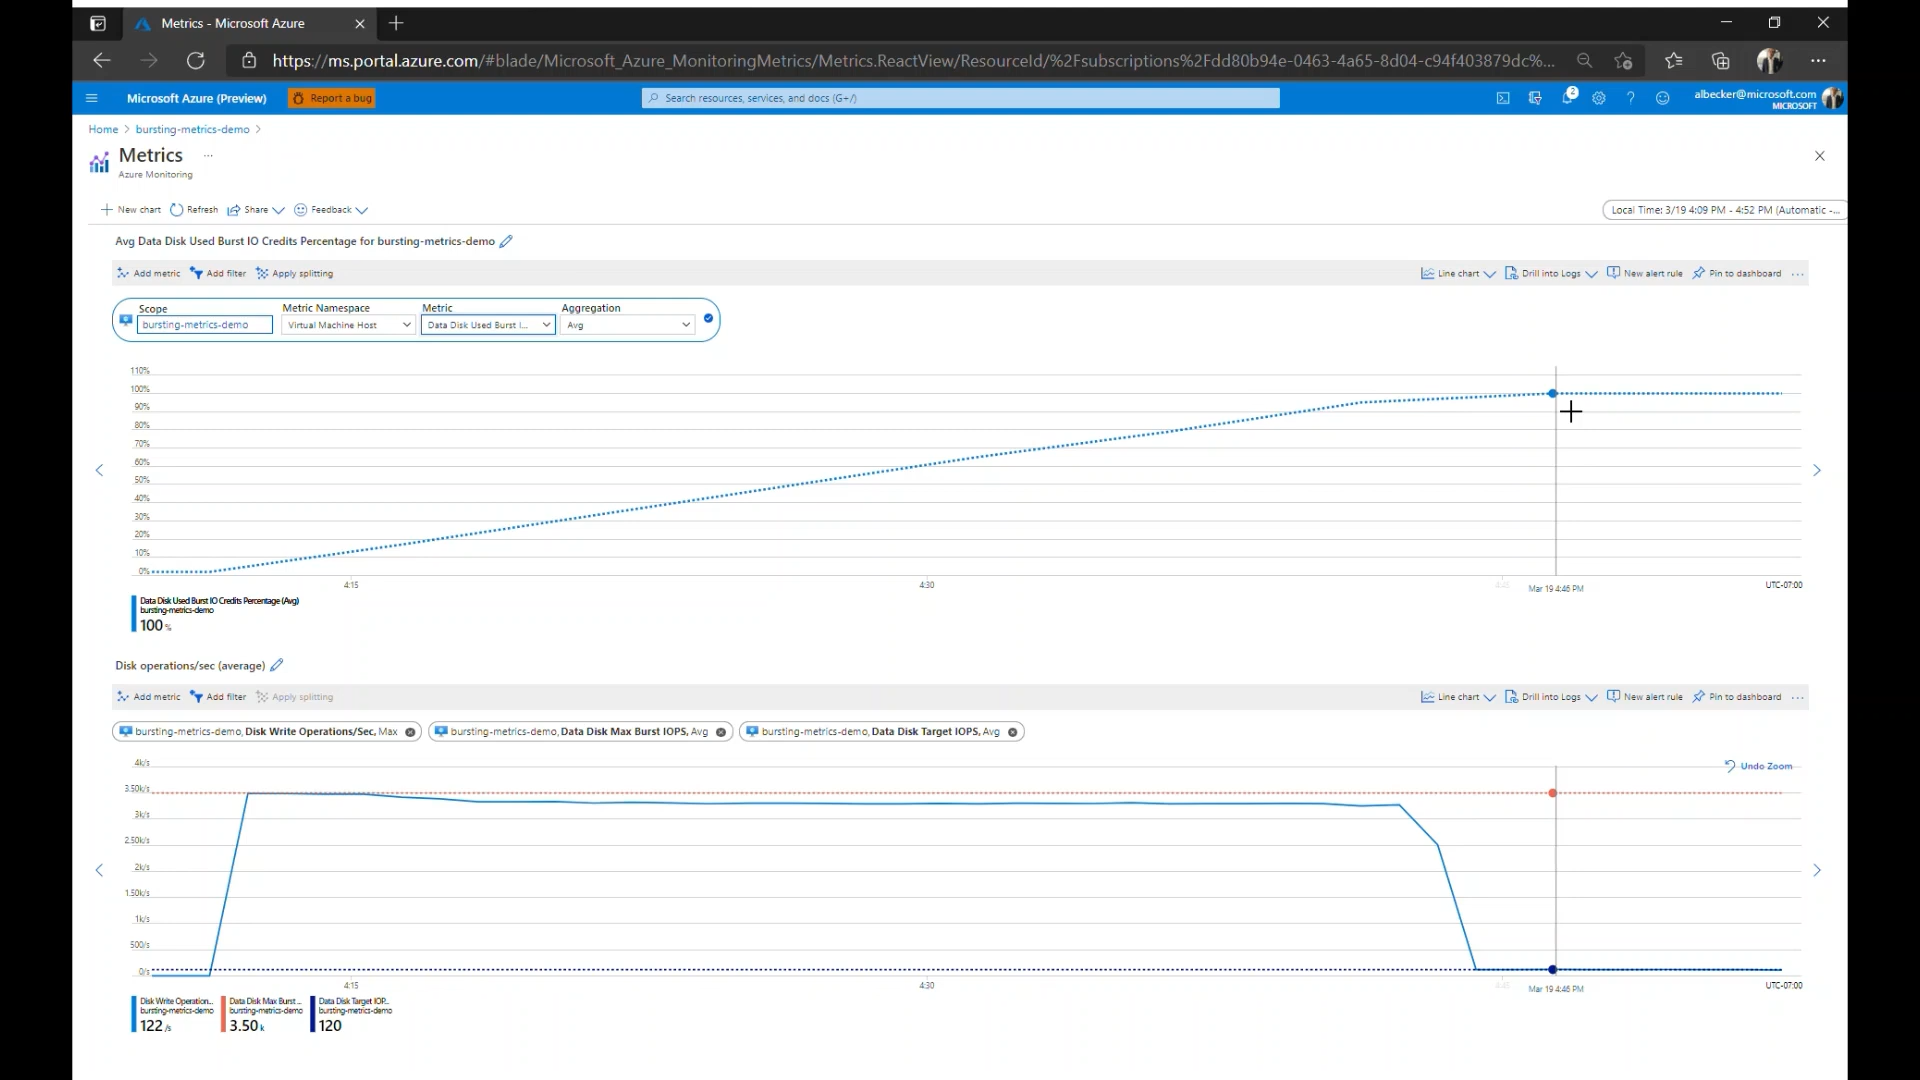 Metrics - Microsoft Azure
https://ms.portal.azure.com/#blade/Microsoft_Azure_MonitoringMetrics/Metrics.ReactView/ResourceId/%2Fsubscriptions%2Fdd80b94e-0463-4a65-8d04-c94f403879dc%...
Microsoft Azure (Preview)
Report a bug
Search resources, services, and docs (G+/)
2
albecker@microsoft.com
MICROSOFT
Home > bursting-metrics-demo >
Metrics ...
Azure Monitoring
New chart Refresh Share Feedback
Local Time: 3/19 4:09 PM - 4:52 PM (Automatic -...
Avg Data Disk Used Burst IO Credits Percentage for bursting-metrics-demo
Add metric Add filter Apply splitting
Line chart Drill into Logs New alert rule Pin to dashboard ...
Scope Metric Namespace Metric Aggregation
bursting-metrics-demo Virtual Machine Host Data Disk Used Burst I... Avg
110%
100%
90%
80%
70%
60%
50%
40%
30%
20%
10%
0%
4:15 4:30 4:45 Mar 19 4:46 PM UTC-07:00
Data Disk Used Burst IO Credits Percentage (Avg)
bursting-metrics-demo
100 %
Disk operations/sec (average)
Add metric Add filter Apply splitting
Line chart Drill into Logs New alert rule Pin to dashboard ...
bursting-metrics-demo, Disk Write Operations/Sec, Max
bursting-metrics-demo, Data Disk Max Burst IOPS, Avg
bursting-metrics-demo, Data Disk Target IOPS, Avg
Undo Zoom
4k/s
3.50k/s
3k/s
2.50k/s
2k/s
1.50k/s
1k/s
500/s
0/s
4:15 4:30 4:45 Mar 19 4:46 PM UTC-07:00
Disk Write Operation...
bursting-metrics-demo
122 /s
Data Disk Max Burst ...
bursting-metrics-demo
3.50 k
Data Disk Target IOP...
bursting-metrics-demo
120